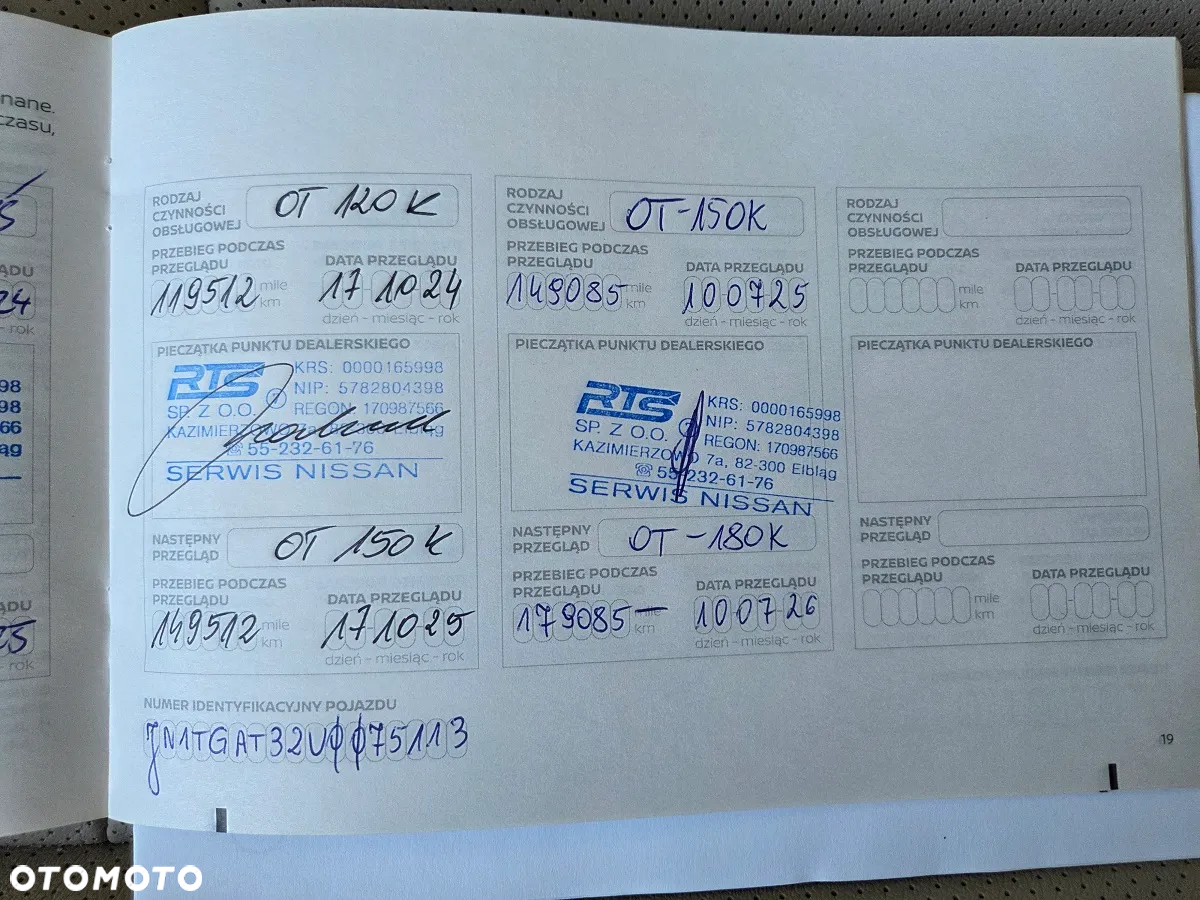 nane.
czasu,
RODZAJ
CZYNNOŚCI
OBSŁUGOWEJ
OT 120K
PRZEBIEG PODCZAS
PRZEGLĄDU
DATA PRZEGLĄDU
119512
mile
km
17 10 24
dzień - miesiąc - rok
PIECZĄTKA PUNKTU DEALERSKIEGO
RTS
SP. Z O.O.
KRS: 0000165998
NIP: 5782804398
REGON: 170987566
Elbląg
55-232-61-76
SERWIS NISSAN
NASTĘPNY
PRZEGLĄD
OT 150K
PRZEBIEG PODCZAS
PRZEGLĄDU
DATA PRZEGLĄDU
149512
mile
km
17 10 25
dzień - miesiąc - rok
RODZAJ
CZYNNOŚCI
OBSŁUGOWEJ
OT-150K
PRZEBIEG PODCZAS
PRZEGLĄDU
DATA PRZEGLĄDU
149085
mile
km
10 07 25
dzień - miesiąc - rok
PIECZĄTKA PUNKTU DEALERSKIEGO
RTS
SP. Z O.O.
KRS: 0000165998
NIP: 5782804398
REGON: 170987566
KAZIMIERZOWO 7a, 82-300 Elbląg
55-232-61-76
SERWIS NISSAN
NASTĘPNY
PRZEGLĄD
OT-180K
PRZEBIEG PODCZAS
PRZEGLĄDU
DATA PRZEGLĄDU
179085-
km
10 07 26
dzień - miesiąc - rok
RODZAJ
CZYNNOŚCI
OBSŁUGOWEJ
PRZEBIEG PODCZAS
PRZEGLĄDU
DATA PRZEGLĄDU
mile
km
dzień - miesiąc - rok
PIECZĄTKA PUNKTU DEALERSKIEGO
NASTĘPNY
PRZEGLĄD
PRZEBIEG PODCZAS
PRZEGLĄDU
DATA PRZEGLĄDU
mile
km
dzień - miesiąc - rok
NUMER IDENTYFIKACYJNY POJAZDU
JN1TGAT32U0075113
19
OTOMOTO